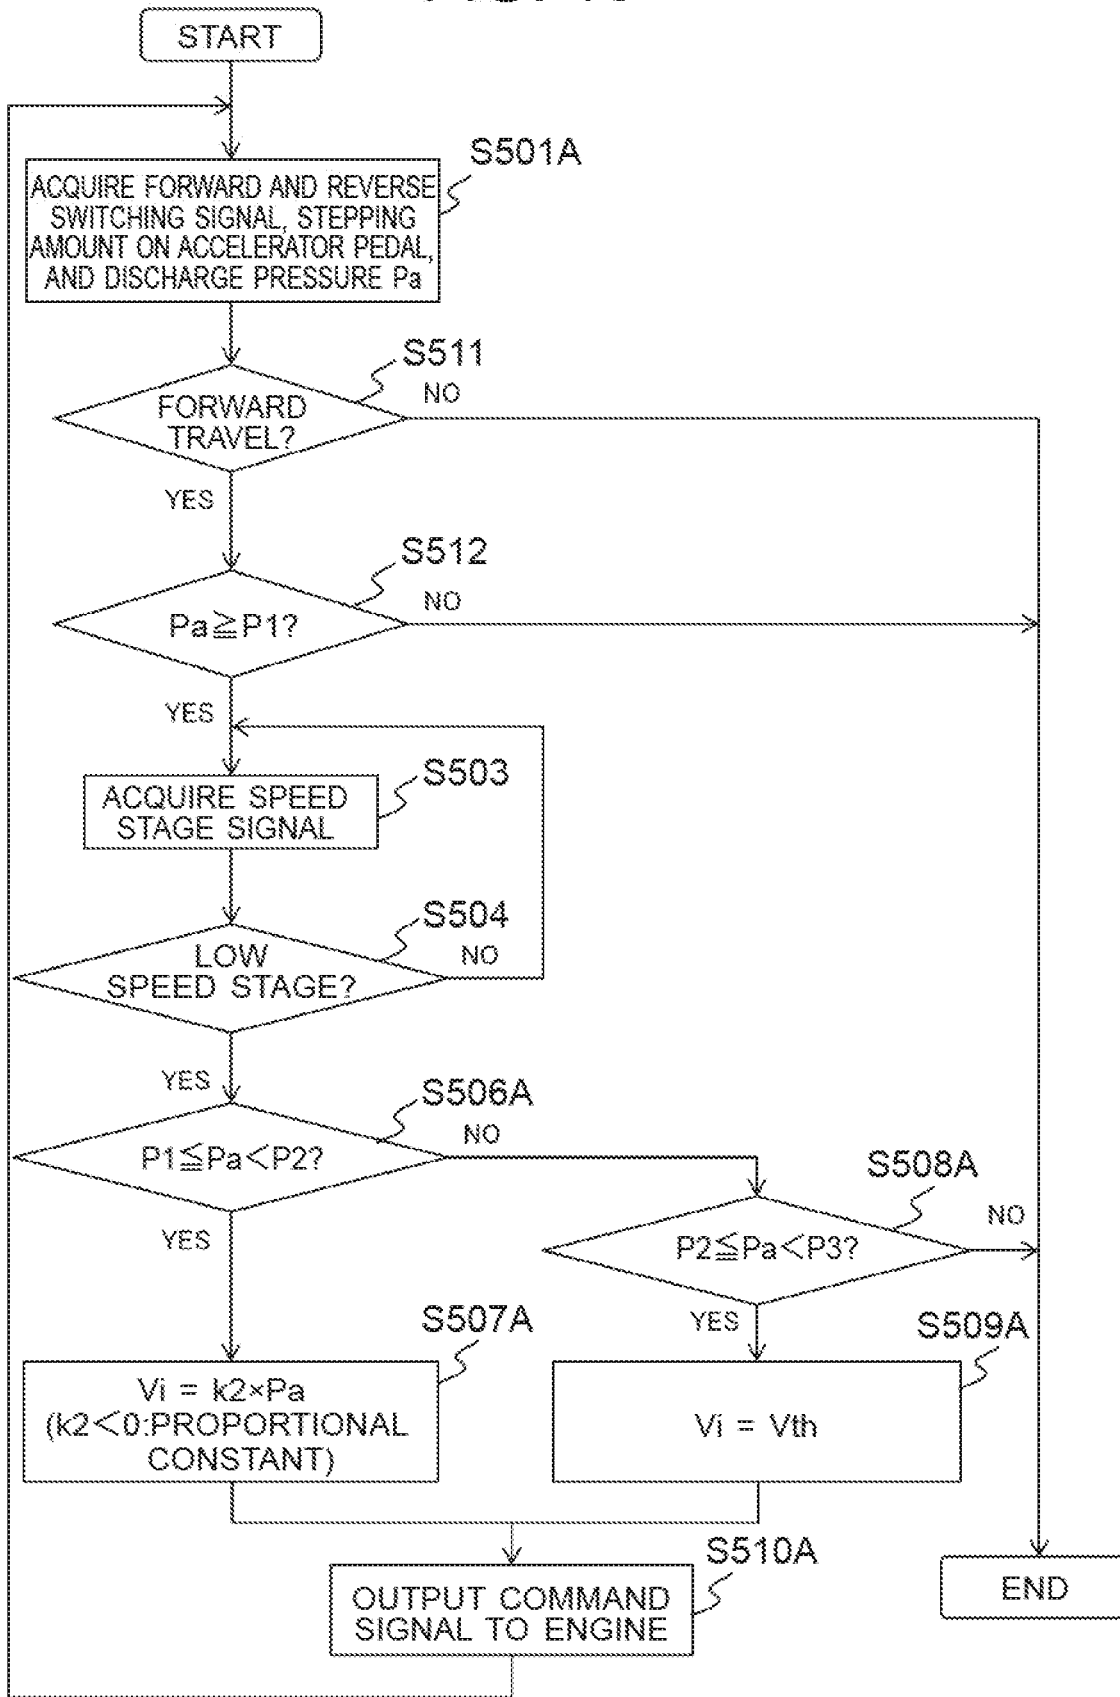 START
S501A
ACQUIRE FORWARD AND REVERSE
SWITCHING SIGNAL, STEPPING
AMOUNT ON ACCELERATOR PEDAL,
AND DISCHARGE PRESSURE Pa
S511
NO
FORWARD
TRAVEL?
YES
S512
NO
Pa≧P1?
YES
S503
ACQUIRE SPEED
STAGE SIGNAL
S504
NO
LOW
SPEED STAGE?
YES
S506A
NO
P1≦Pa<P2?
YES
S508A
NO
P2≦Pa<P3?
YES
S507A
Vi = k2×Pa
(k2<0:PROPORTIONAL
CONSTANT)
S509A
Vi = Vth
S510A
OUTPUT COMMAND
SIGNAL TO ENGINE
END